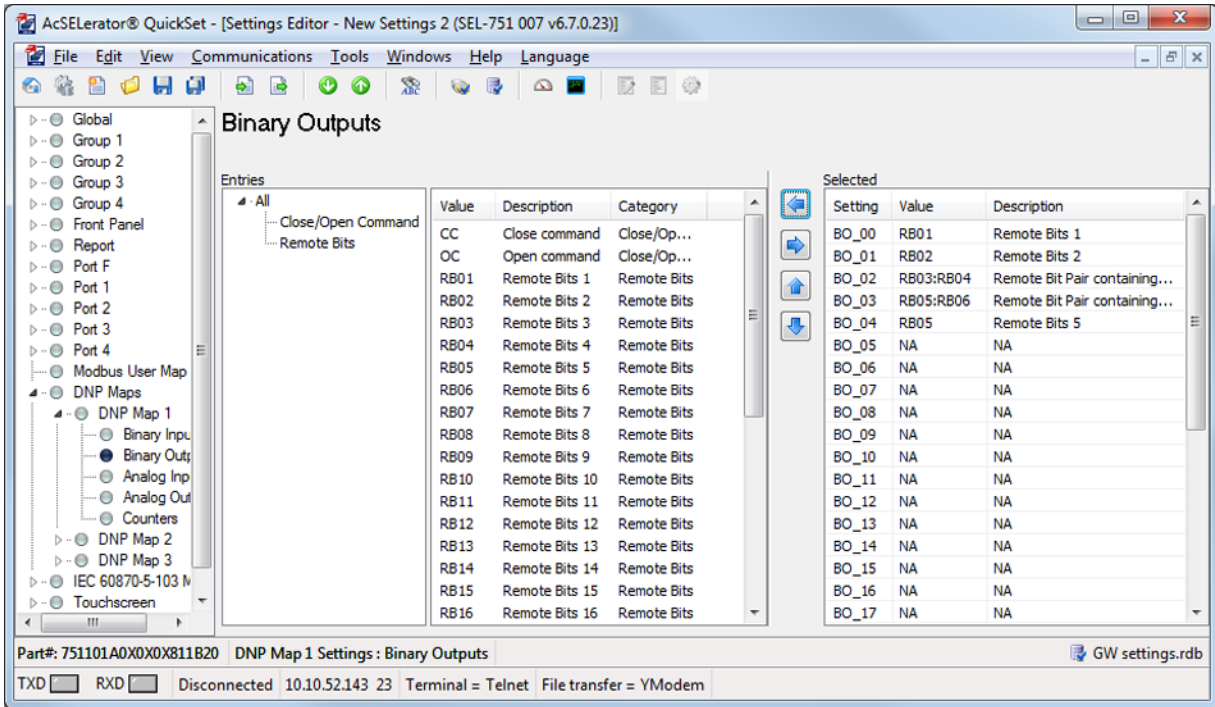 AcSELerator® QuickSet - [Settings Editor - New Settings 2 (SEL-751 007 v6.7.0.23)]
File Edit View Communications Tools Windows Help Language
Global
Group 1
Group 2
Group 3
Group 4
Front Panel
Report
Port F
Port 1
Port 2
Port 3
Port 4
Modbus User Map
DNP Maps
DNP Map 1
Binary Inpu
Binary Outp
Analog Inp
Analog Out
Counters
DNP Map 2
DNP Map 3
IEC 60870-5-103 M
Touchscreen
Binary Outputs
Entries
All
Close/Open Command
Remote Bits
Value Description Category
CC Close command Close/Op...
OC Open command Close/Op...
RB01 Remote Bits 1 Remote Bits
RB02 Remote Bits 2 Remote Bits
RB03 Remote Bits 3 Remote Bits
RB04 Remote Bits 4 Remote Bits
RB05 Remote Bits 5 Remote Bits
RB06 Remote Bits 6 Remote Bits
RB07 Remote Bits 7 Remote Bits
RB08 Remote Bits 8 Remote Bits
RB09 Remote Bits 9 Remote Bits
RB10 Remote Bits 10 Remote Bits
RB11 Remote Bits 11 Remote Bits
RB12 Remote Bits 12 Remote Bits
RB13 Remote Bits 13 Remote Bits
RB14 Remote Bits 14 Remote Bits
RB15 Remote Bits 15 Remote Bits
RB16 Remote Bits 16 Remote Bits
Selected
Setting Value Description
BO_00 RB01 Remote Bits 1
BO_01 RB02 Remote Bits 2
BO_02 RB03:RB04 Remote Bit Pair containing...
BO_03 RB05:RB06 Remote Bit Pair containing...
BO_04 RB05 Remote Bits 5
BO_05 NA NA
BO_06 NA NA
BO_07 NA NA
BO_08 NA NA
BO_09 NA NA
BO_10 NA NA
BO_11 NA NA
BO_12 NA NA
BO_13 NA NA
BO_14 NA NA
BO_15 NA NA
BO_16 NA NA
BO_17 NA NA
Part#: 751101A0X0X0X811B20 DNP Map 1 Settings : Binary Outputs GW settings.rdb
TXD RXD Disconnected 10.10.52.143 23 Terminal = Telnet File transfer = YModem